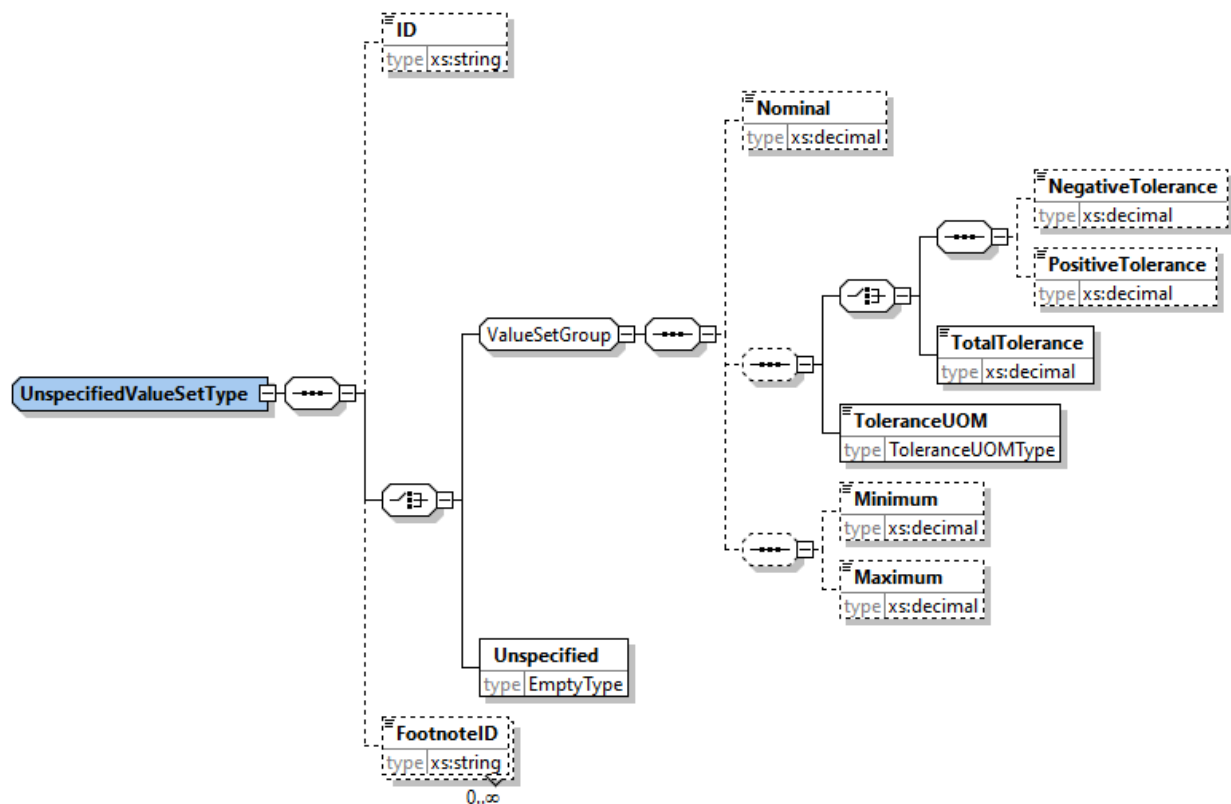 ID
type xs:string
Nominal
type xs:decimal
NegativeTolerance
type xs:decimal
PositiveTolerance
type xs:decimal
ValueSetGroup
TotalTolerance
type xs:decimal
UnspecifiedValueSetType
ToleranceUOM
type ToleranceUOMType
Minimum
type xs:decimal
Maximum
type xs:decimal
Unspecified
type EmptyType
FootnoteID
type xs:string
0..∞